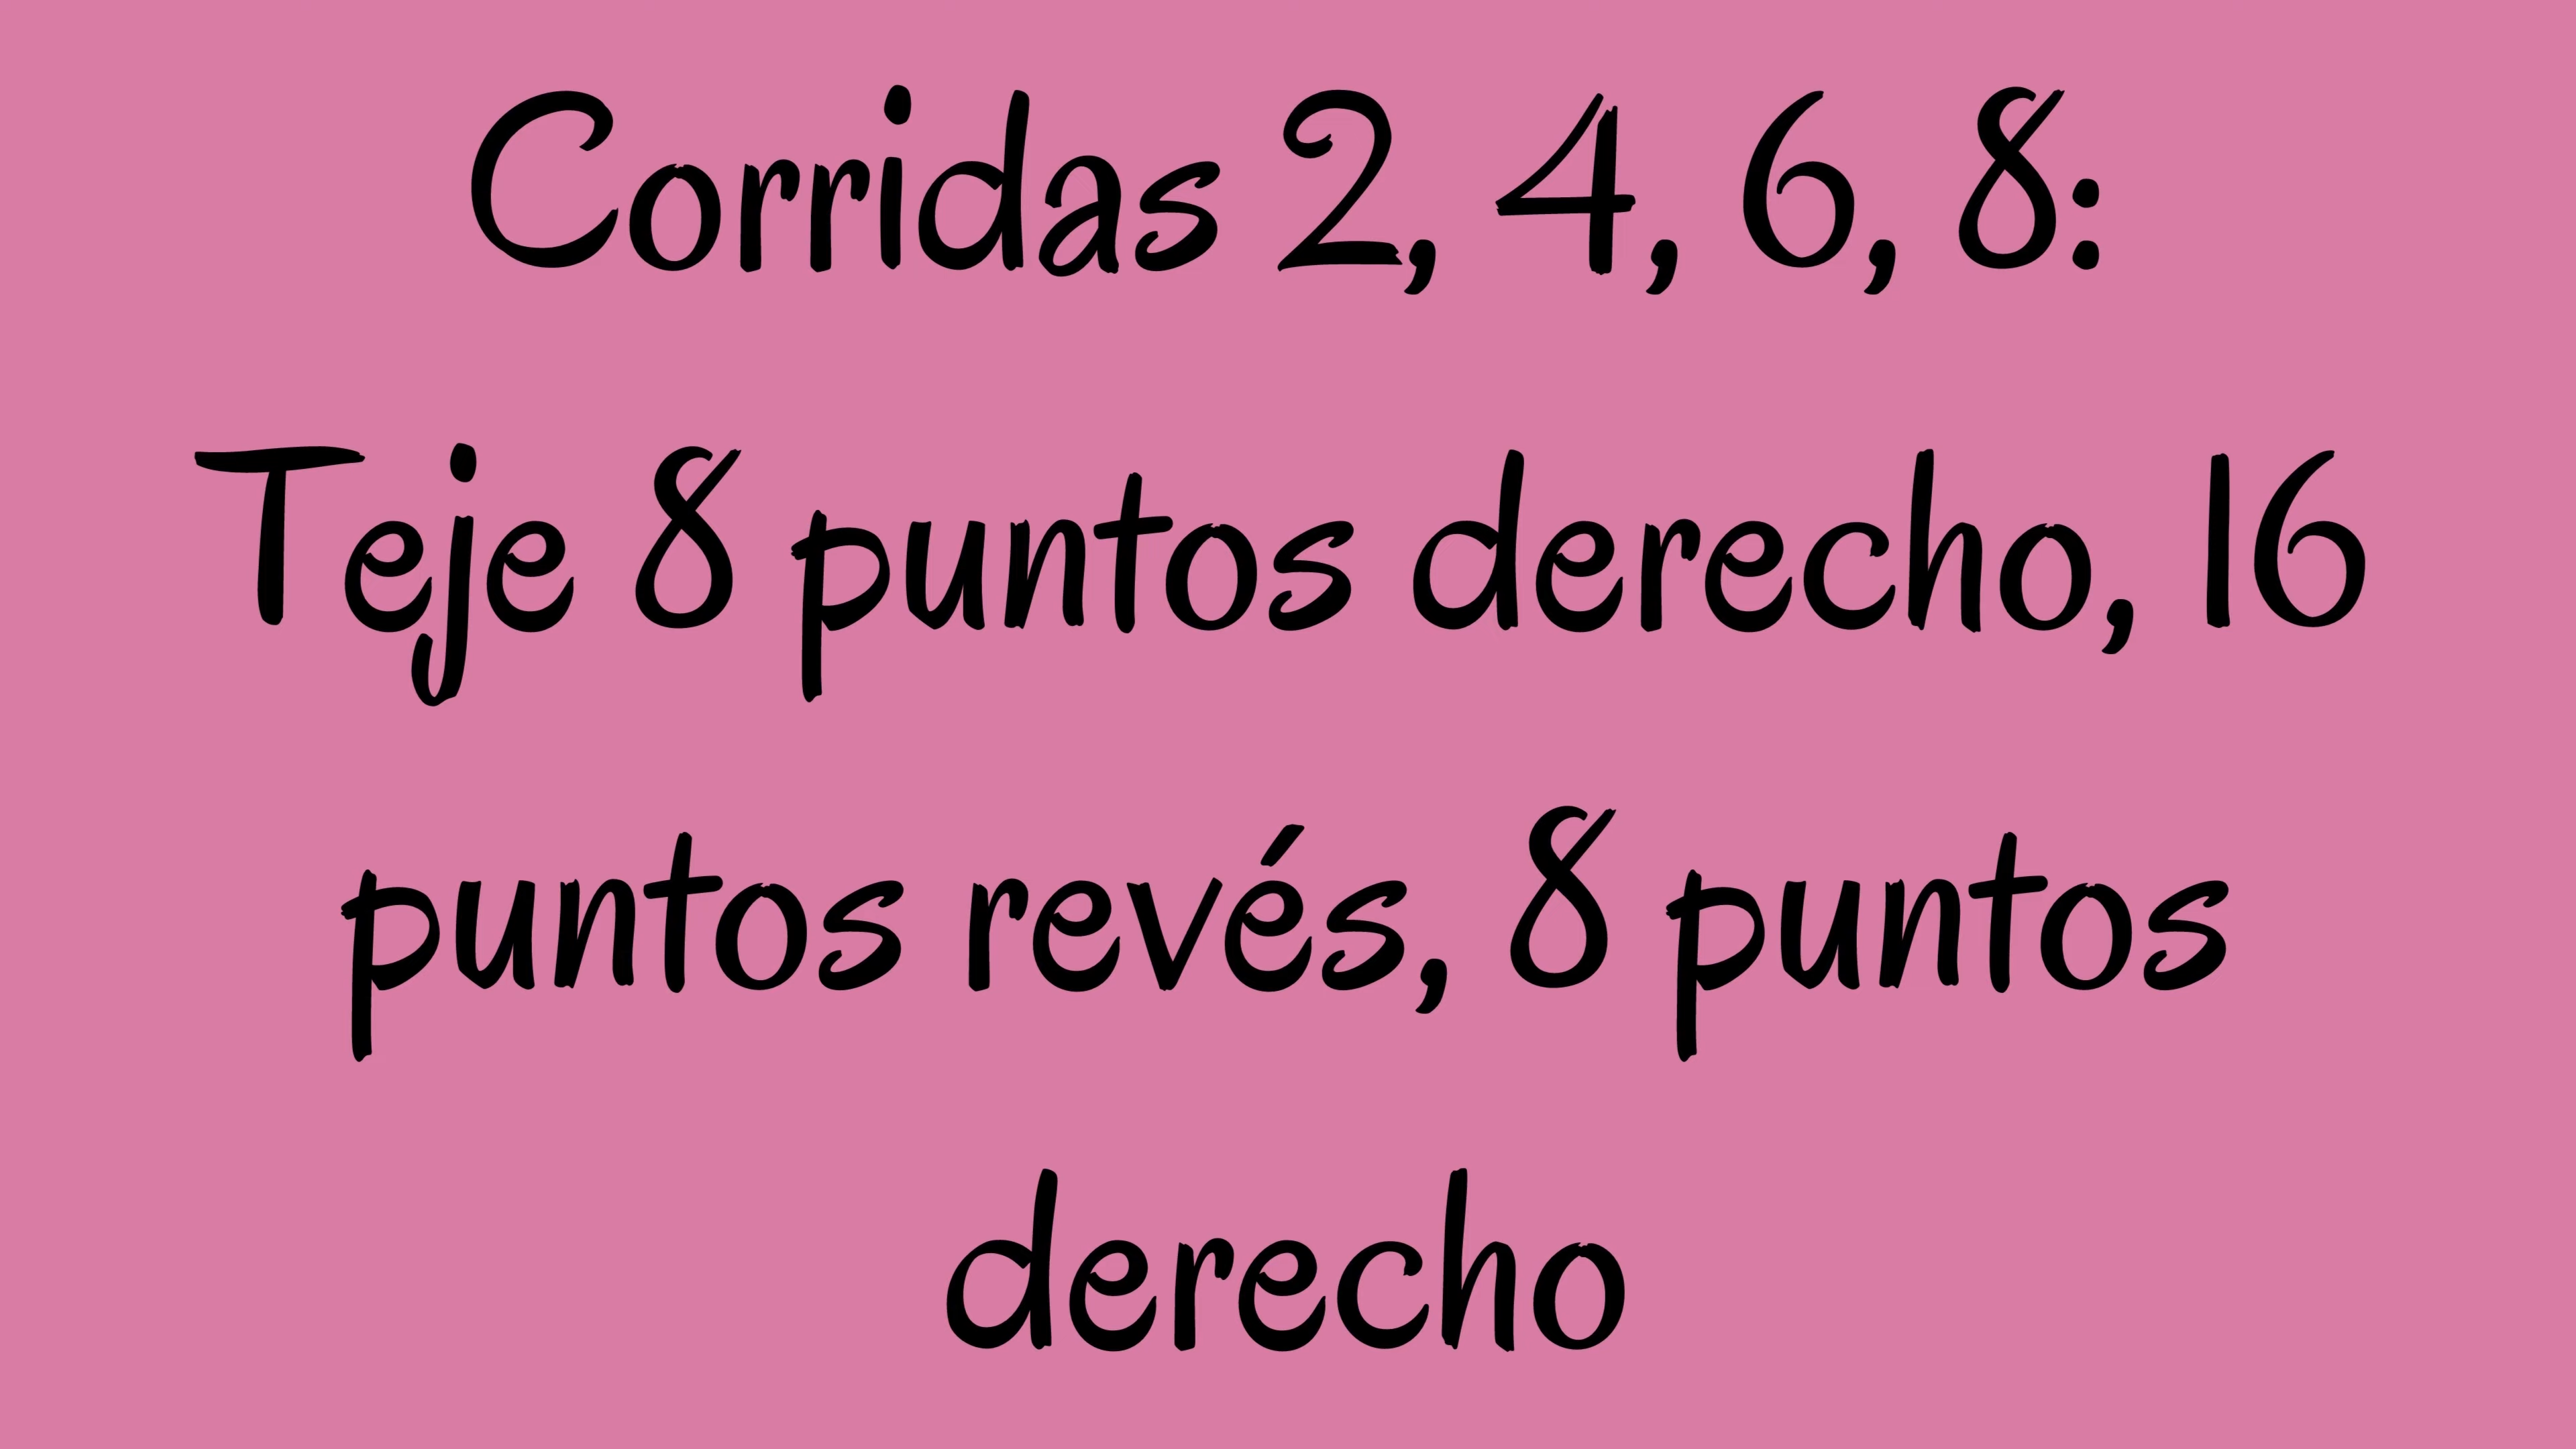 Corridas 2, 4, 6, 8:
Teje 8 puntos derecho, 16
puntos revés, 8 puntos
derecho